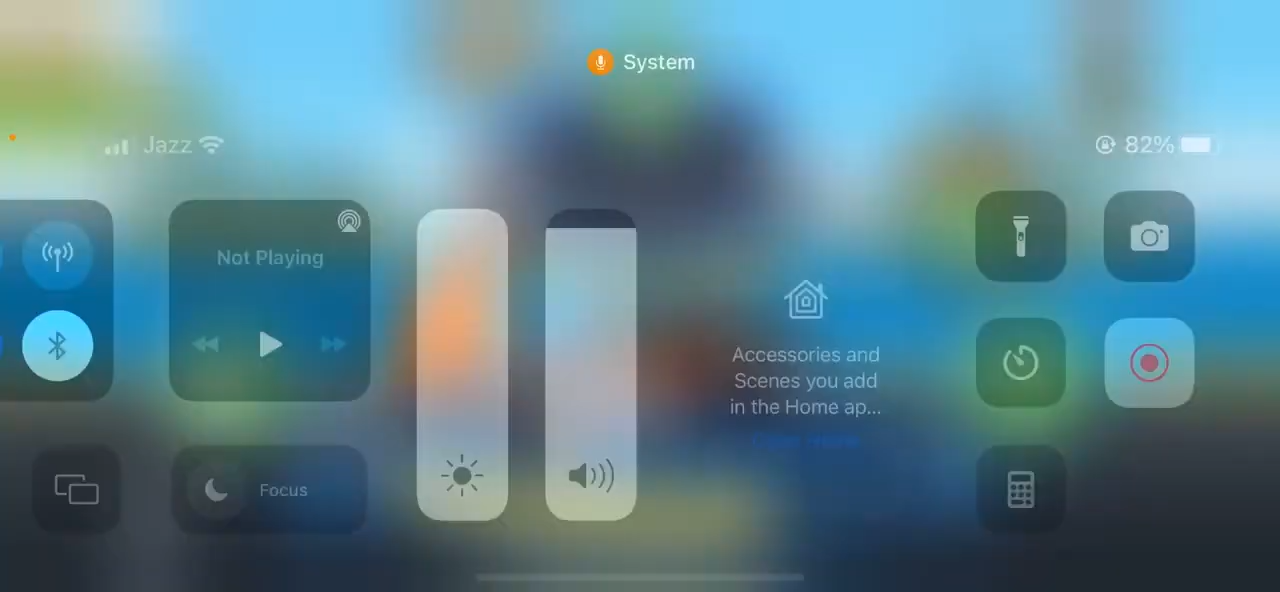 System
Jazz
82%
Not Playing
Accessories and
Scenes you add
in the Home ap...
Focus